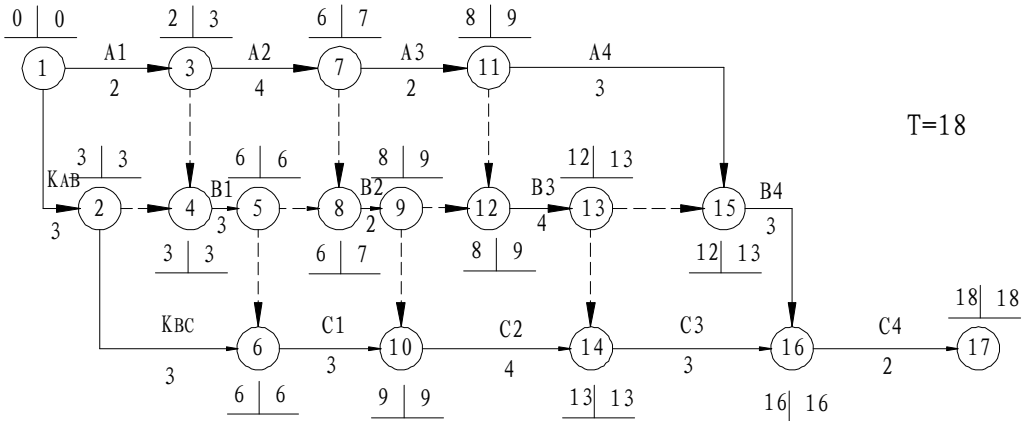 0 0 2 3 6 7 8 9
A1 A2 A3 A4
1 3 7 11
2 4 2 3
T=18
3 3 6 6 8 9 12 13
KAB B1 B2 B3 B4
2 4 5 8 9 12 13 15
3 3 2 4 3
3 3 6 7 8 9 12 13
18 18
KBC C1 C2 C3 C4
6 10 14 16 17
3 3 4 3 2
6 6 9 9 13 13 16 16